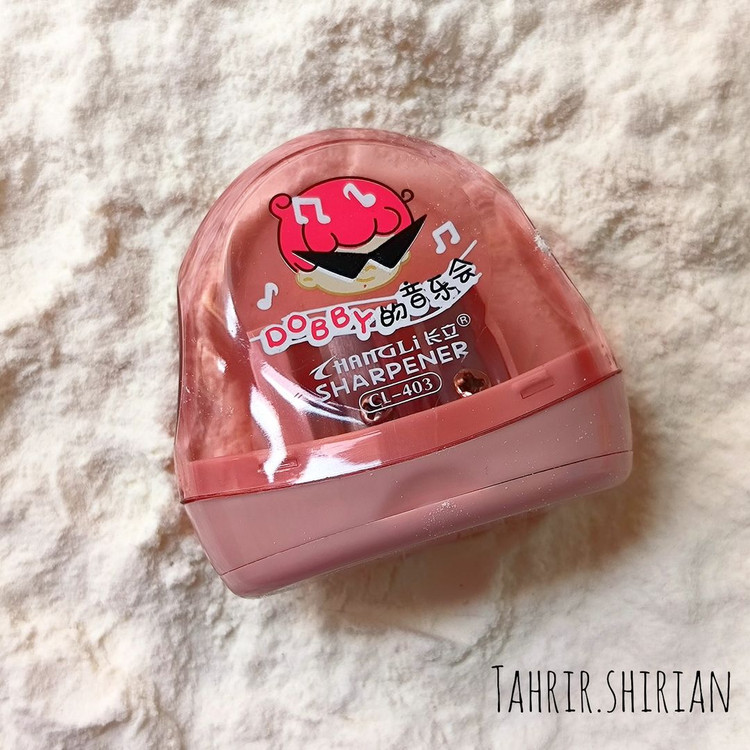 DOBBY的音乐会
CHANGLi 长立®
SHARPENER
CL-403
TAHRIR.SHIRIAN